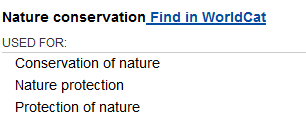 Nature conservation Find in WorldCat
USED FOR:
Conservation of nature
Nature protection
Protection of nature